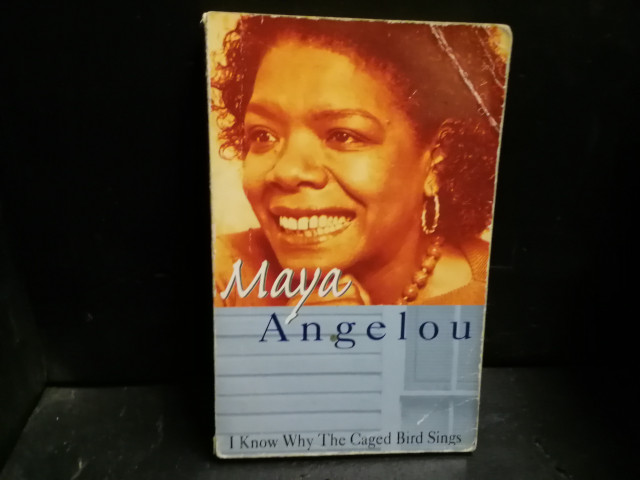 Maya
Angelou
I Know Why The Caged Bird Sings